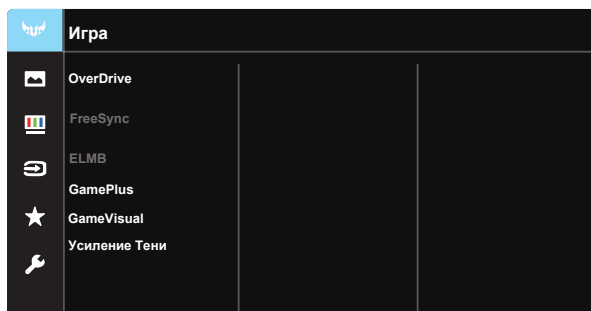 Игра
OverDrive
FreeSync
ELMB
GamePlus
GameVisual
Усиление Тени